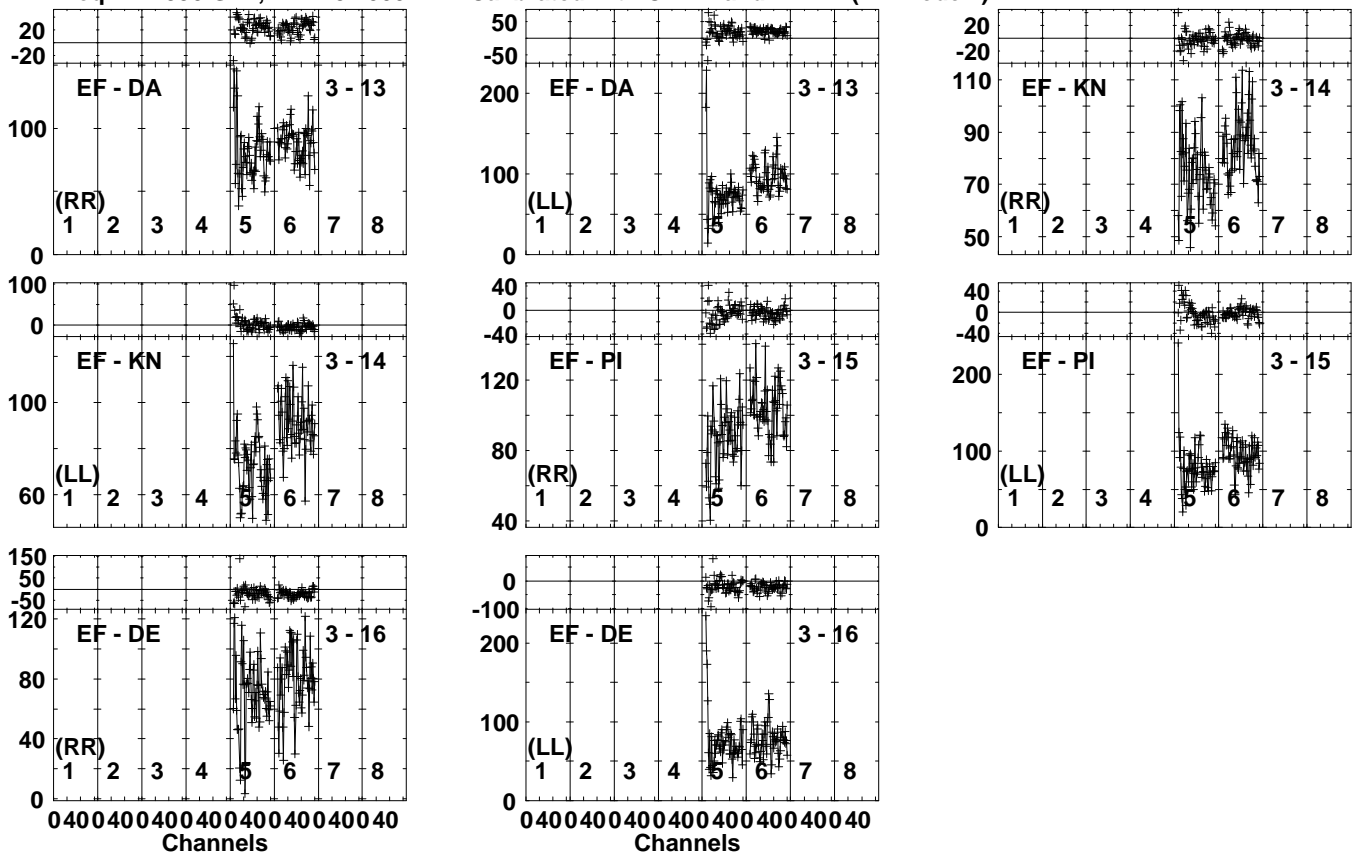 20
-20
EF - DA 3 - 13
100
(RR)
1 2 3 4 5 6 7 8
0
50
-50
EF - DA 3 - 13
200
100
(LL)
1 2 3 4 5 6 7 8
0
20
-20
EF - KN 3 - 14
110
90
70
(RR)
1 2 3 4 5 6 7 8
50
100
0
EF - KN 3 - 14
100
(LL)
60
1 2 3 4 5 6 7 8
40
0
-40
EF - PI 3 - 15
120
80
(RR)
1 2 3 4 5 6 7 8
40
40
0
-40
EF - PI 3 - 15
200
100
(LL)
1 2 3 4 5 6 7 8
0
150
50
-50
120
EF - DE 3 - 16
80
40
(RR)
1 2 3 4 5 6 7 8
0
0 40 0 40 0 40 0 40 0 40 0 40 0 40 0 40
Channels
0
-100
EF - DE 3 - 16
200
100
(LL)
1 2 3 4 5 6 7 8
0
0 40 0 40 0 40 0 40 0 40 0 40 0 40 0 40
Channels